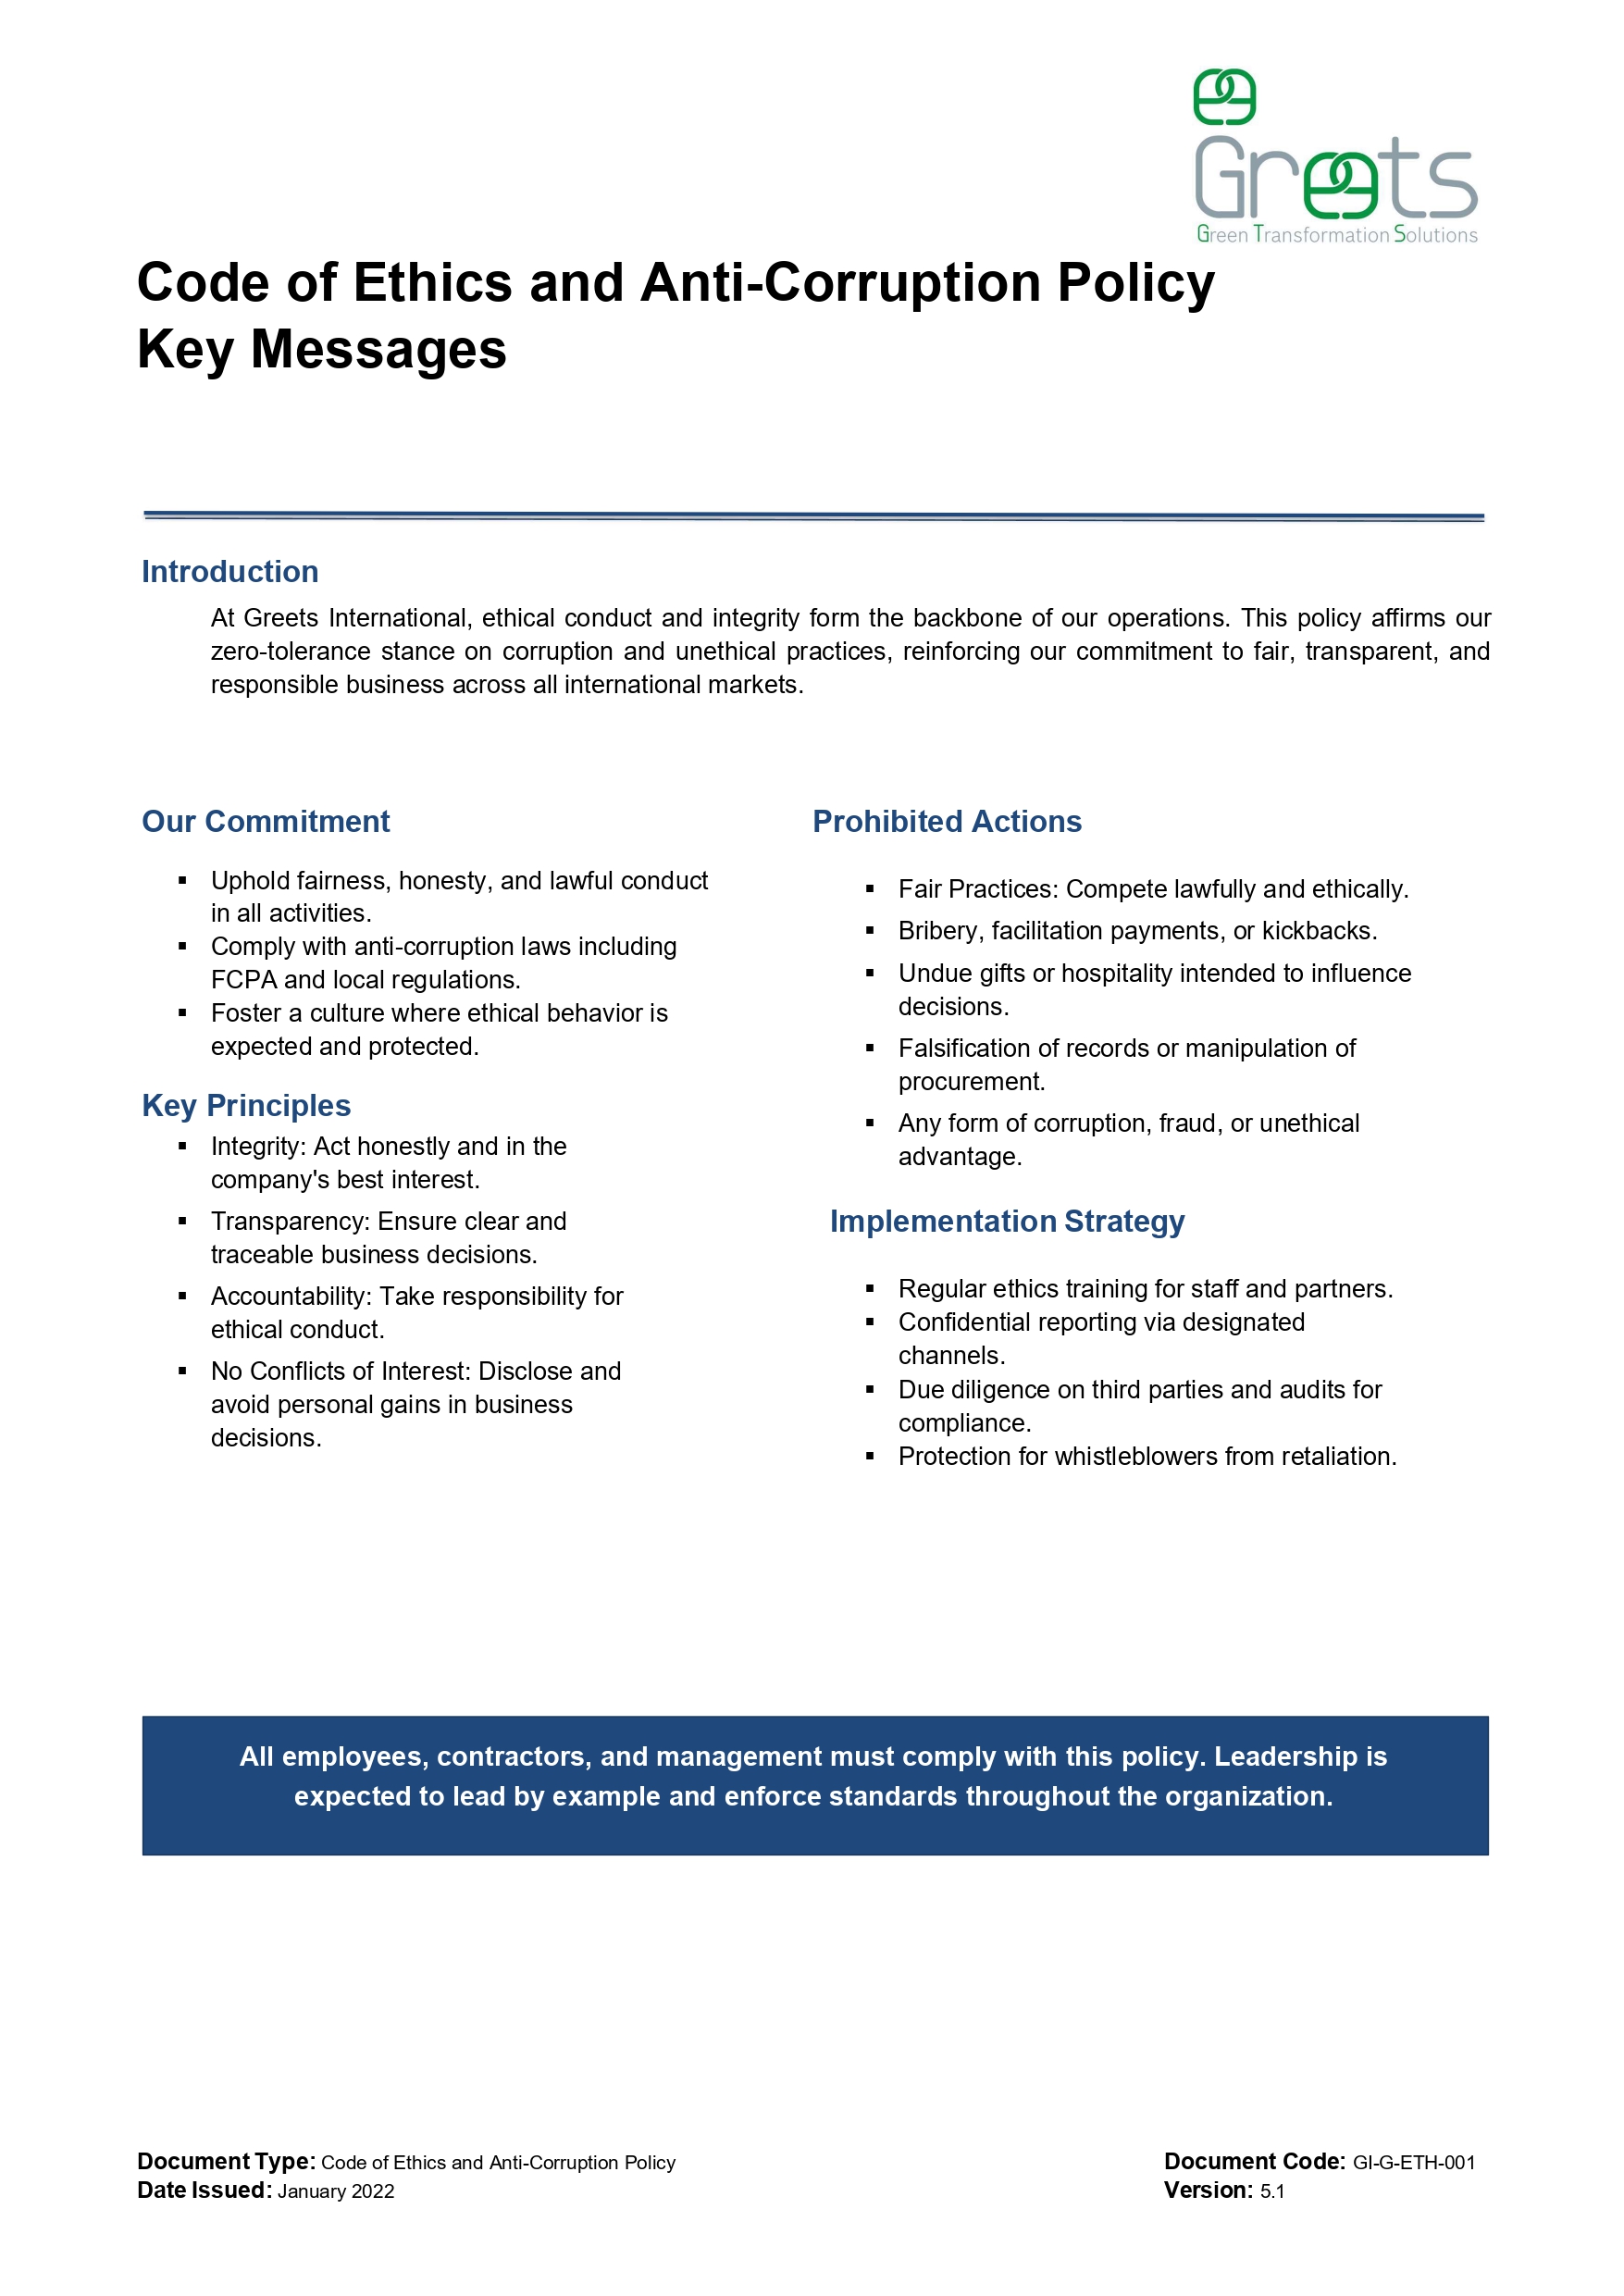 Greets
Green Transformation Solutions
Code of Ethics and Anti-Corruption Policy
Key Messages
Introduction
At Greets International, ethical conduct and integrity form the backbone of our operations. This policy affirms our
zero-tolerance stance on corruption and unethical practices, reinforcing our commitment to fair, transparent, and
responsible business across all international markets.
Our Commitment
▪ Uphold fairness, honesty, and lawful conduct
in all activities.
▪ Comply with anti-corruption laws including
FCPA and local regulations.
▪ Foster a culture where ethical behavior is
expected and protected.
Key Principles
▪ Integrity: Act honestly and in the
company's best interest.
▪ Transparency: Ensure clear and
traceable business decisions.
▪ Accountability: Take responsibility for
ethical conduct.
▪ No Conflicts of Interest: Disclose and
avoid personal gains in business
decisions.
Prohibited Actions
▪ Fair Practices: Compete lawfully and ethically.
▪ Bribery, facilitation payments, or kickbacks.
▪ Undue gifts or hospitality intended to influence
decisions.
▪ Falsification of records or manipulation of
procurement.
▪ Any form of corruption, fraud, or unethical
advantage.
Implementation Strategy
▪ Regular ethics training for staff and partners.
▪ Confidential reporting via designated
channels.
▪ Due diligence on third parties and audits for
compliance.
▪ Protection for whistleblowers from retaliation.
All employees, contractors, and management must comply with this policy. Leadership is
expected to lead by example and enforce standards throughout the organization.
Document Type: Code of Ethics and Anti-Corruption Policy
Date Issued: January 2022
Document Code: GI-G-ETH-001
Version: 5.1